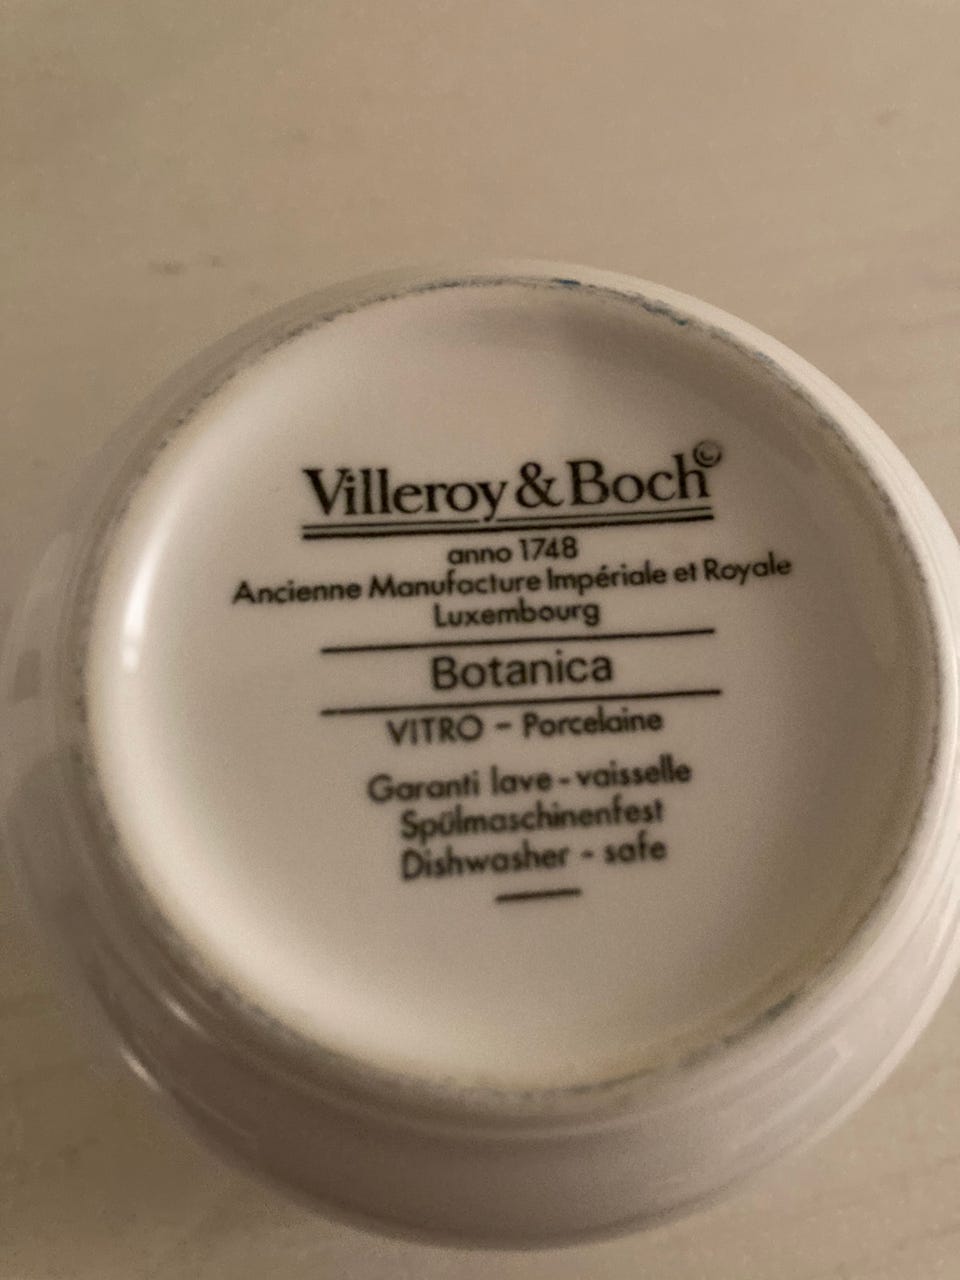 Villeroy & Boch©
anno 1748
Ancienne Manufacture Impériale et Royale
Luxembourg
Botanica
VITRO – Porcelaine
Garanti lave - vaisselle
Spülmaschinenfest
Dishwasher - safe